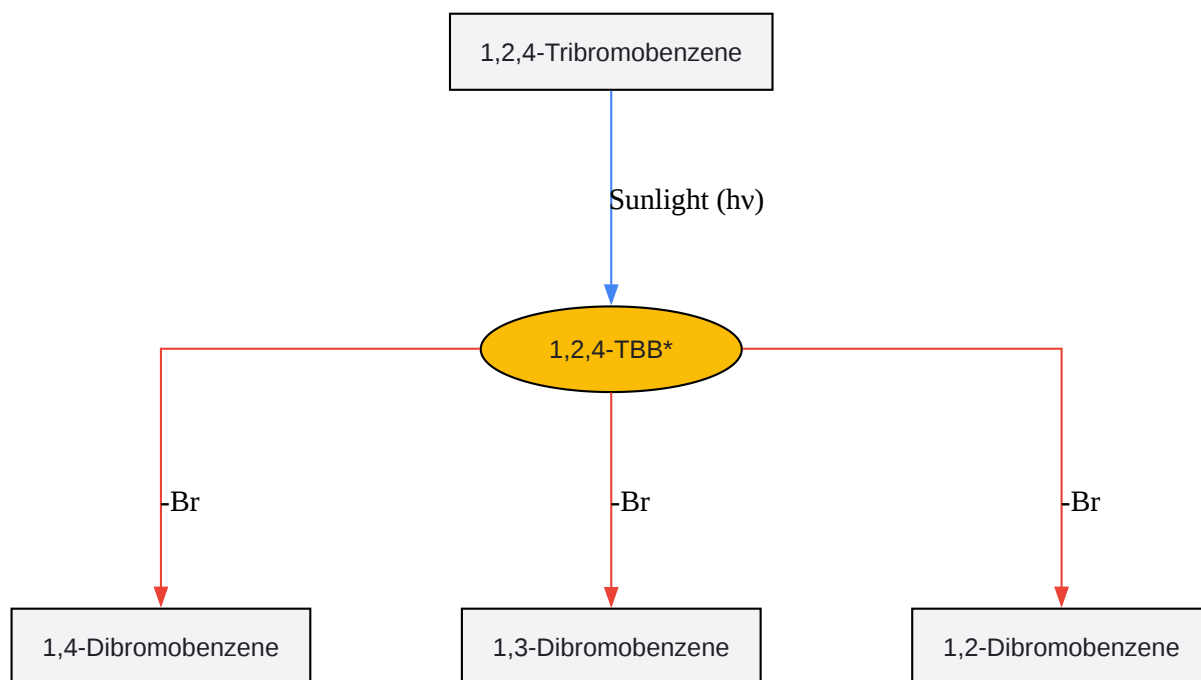 1,2,4-Tribromobenzene
Sunlight (hν)
1,2,4-TBB*
-Br
-Br
-Br
1,4-Dibromobenzene
1,3-Dibromobenzene
1,2-Dibromobenzene